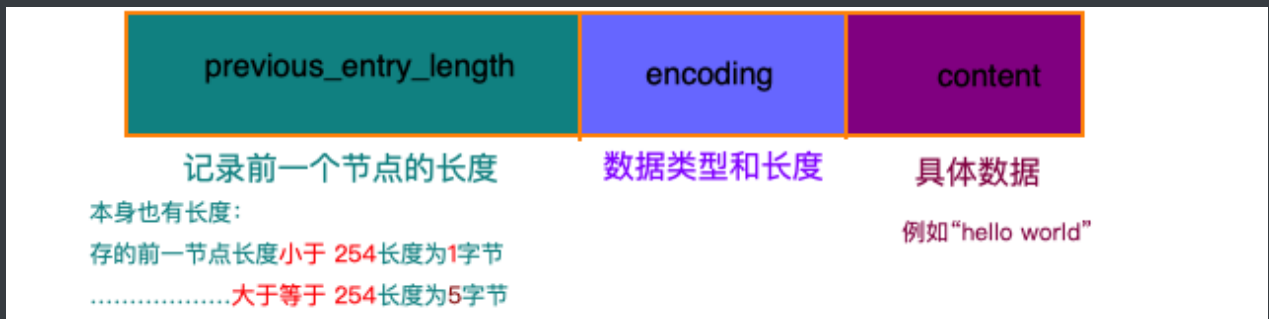 previous_entry_length encoding content
记录前一个节点的长度 数据类型和长度 具体数据
本身也有长度：
例如“hello world”
存的前一节点长度小于 254长度为1字节
..................大于等于 254长度为5字节